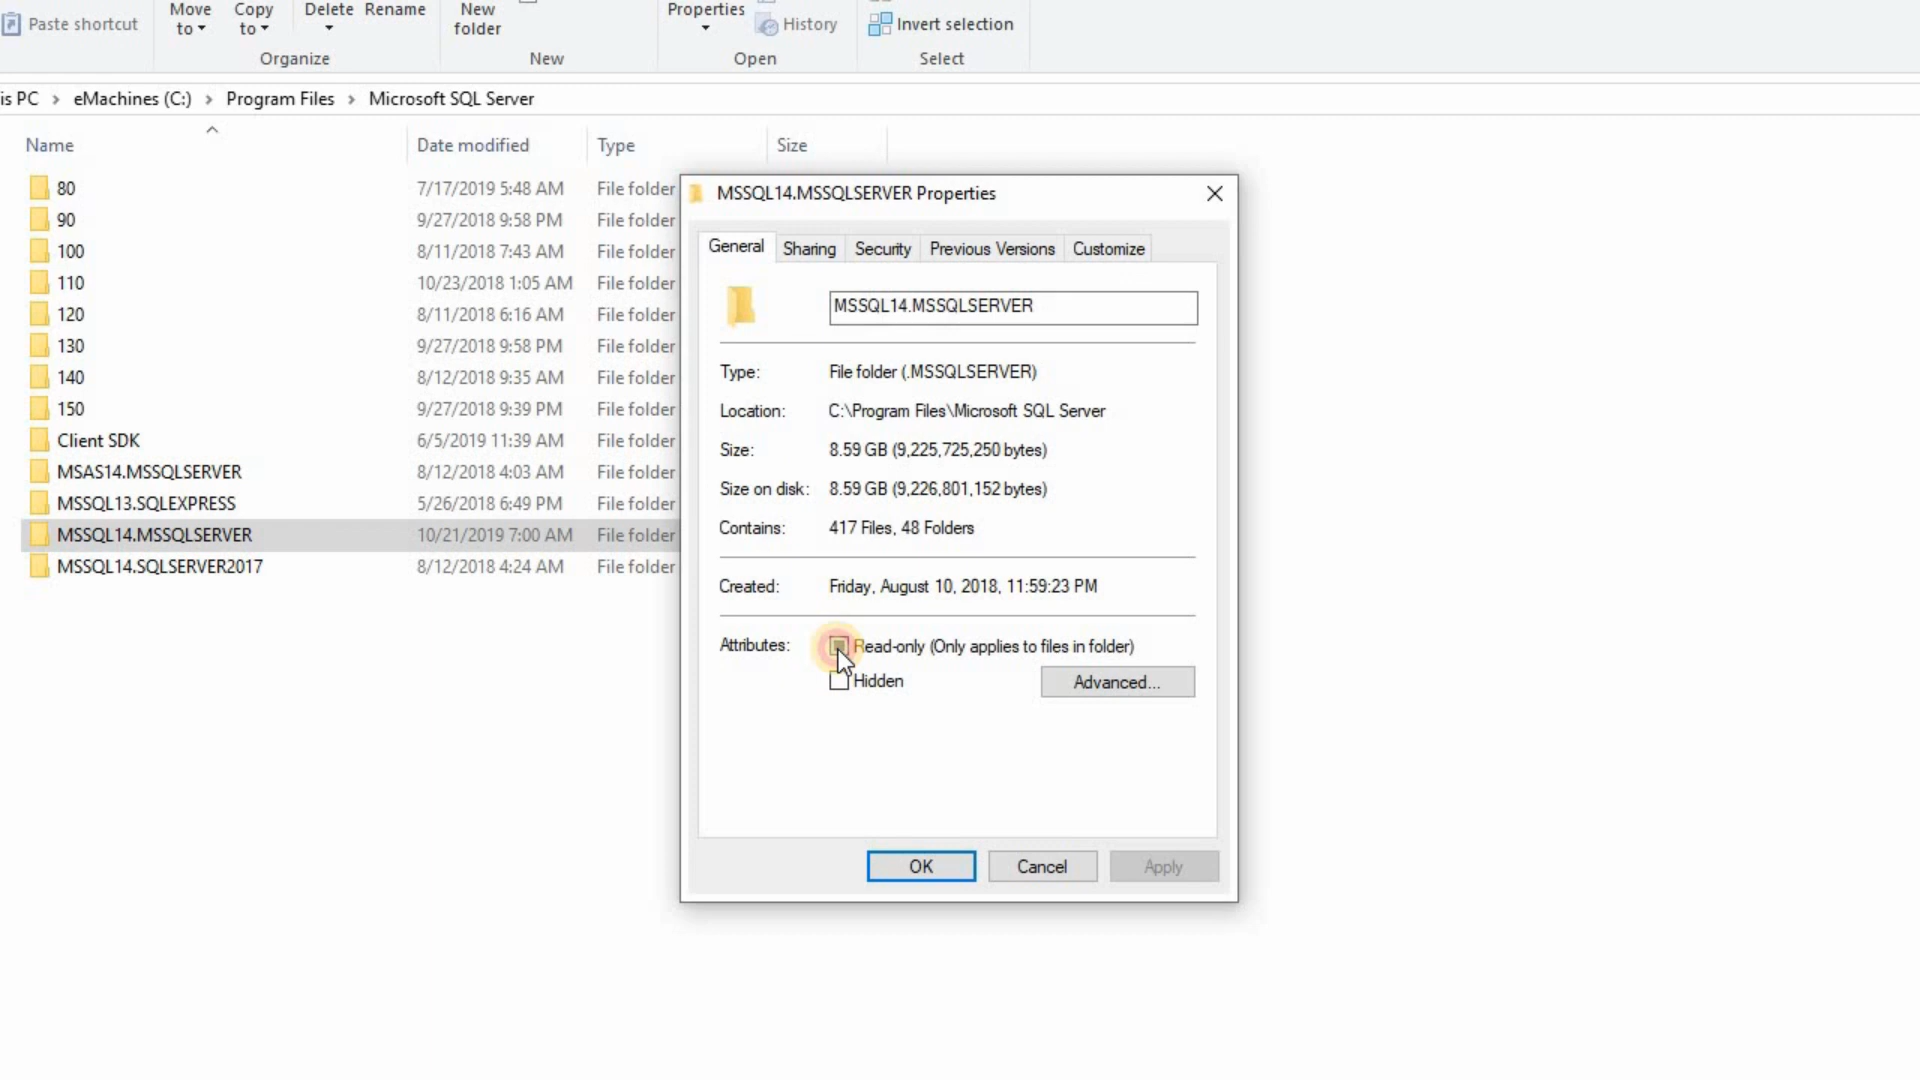 Paste shortcut
Move to
Copy to
Delete
Rename
New folder
Properties
History
Invert selection
Organize
New
Open
Select
is PC > eMachines (C:) > Program Files > Microsoft SQL Server
Name Date modified Type Size
80 7/17/2019 5:48 AM File folder
90 9/27/2018 9:58 PM File folder
100 8/11/2018 7:43 AM File folder
110 10/23/2018 1:05 AM File folder
120 8/11/2018 6:16 AM File folder
130 9/27/2018 9:58 PM File folder
140 8/12/2018 9:35 AM File folder
150 9/27/2018 9:39 PM File folder
Client SDK 6/5/2019 11:39 AM File folder
MSAS14.MSSQLSERVER 8/12/2018 4:03 AM File folder
MSSQL13.SQLEXPRESS 5/26/2018 6:49 PM File folder
MSSQL14.MSSQLSERVER 10/21/2019 7:00 AM File folder
MSSQL14.SQLSERVER2017 8/12/2018 4:24 AM File folder
MSSQL14.MSSQLSERVER Properties
General Sharing Security Previous Versions Customize
MSSQL14.MSSQLSERVER
Type: File folder (.MSSQLSERVER)
Location: C:\Program Files\Microsoft SQL Server
Size: 8.59 GB (9,225,725,250 bytes)
Size on disk: 8.59 GB (9,226,801,152 bytes)
Contains: 417 Files, 48 Folders
Created: Friday, August 10, 2018, 11:59:23 PM
Attributes: Read-only (Only applies to files in folder)
Hidden Advanced...
OK Cancel Apply